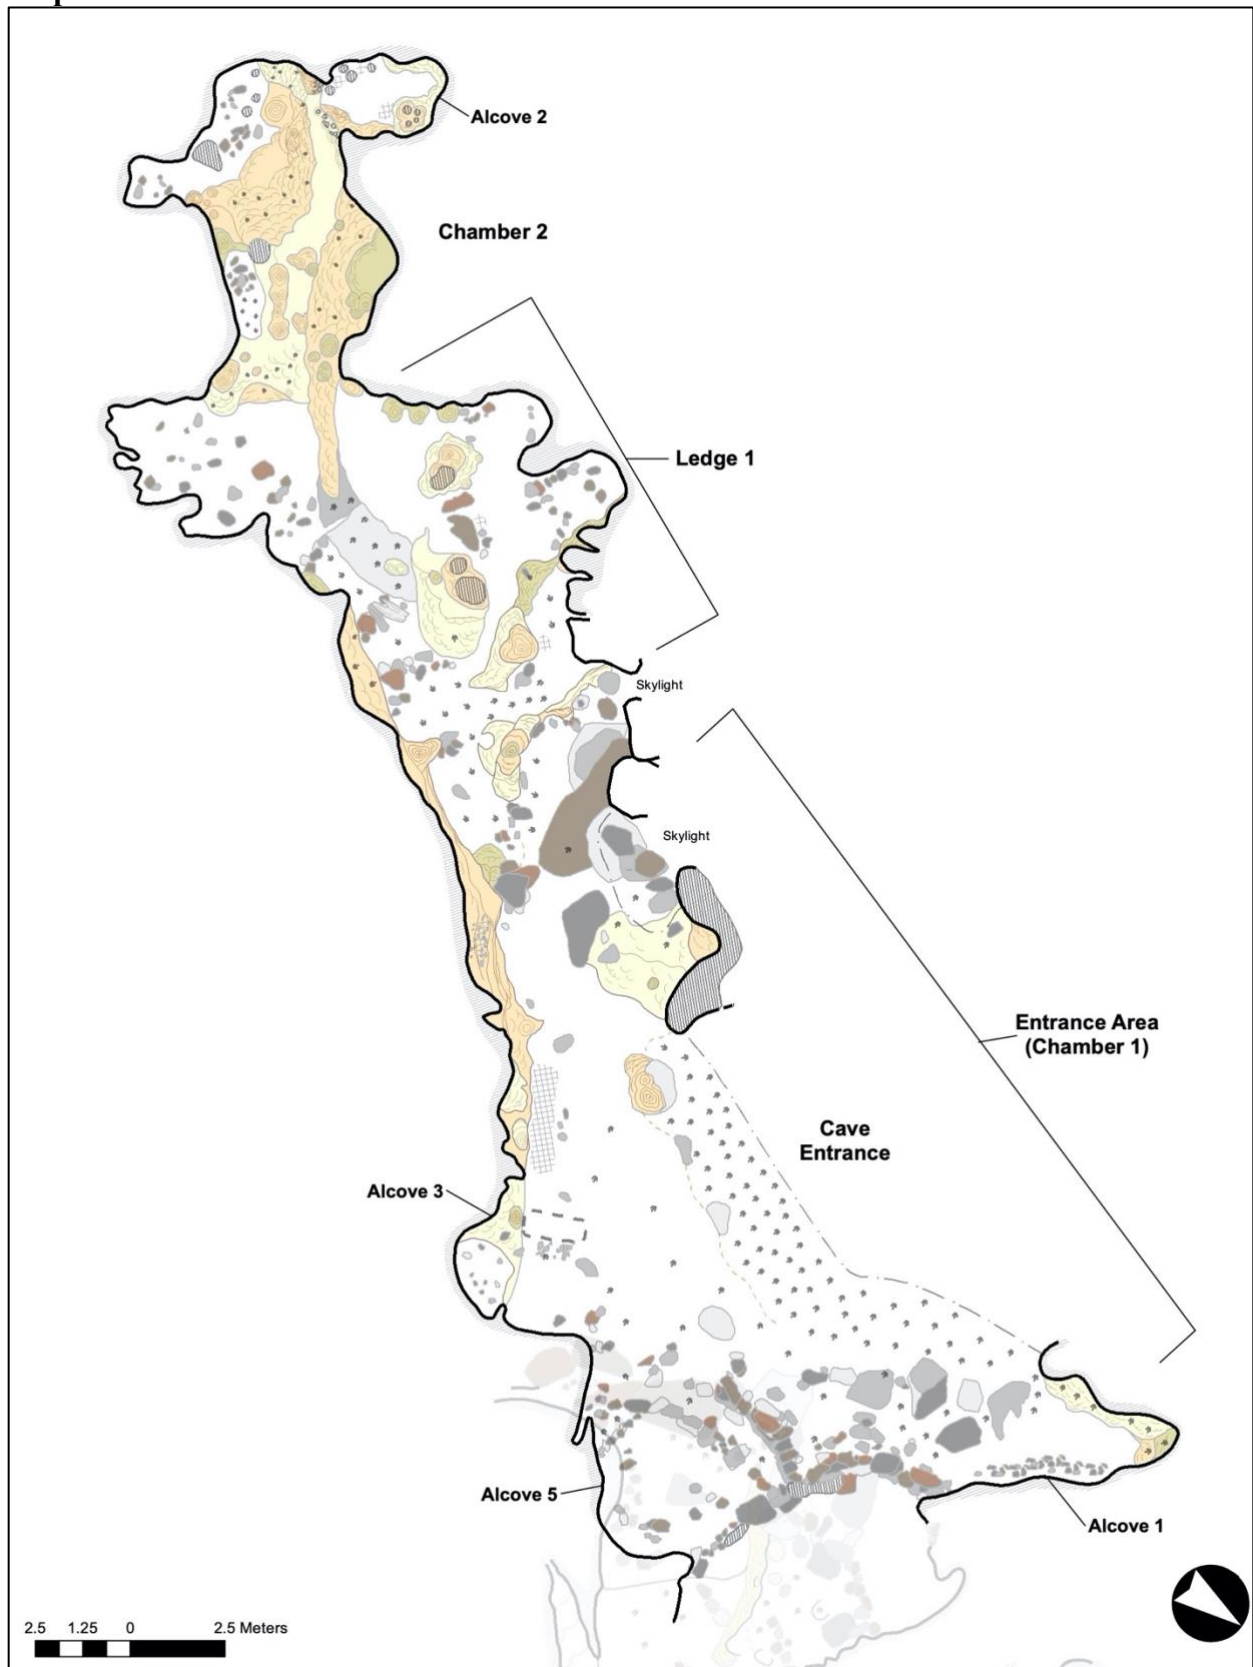 Alcove 2
Chamber 2
Ledge 1
Skylight
Skylight
Entrance Area
(Chamber 1)
Cave
Entrance
Alcove 3
Alcove 5
Alcove 1
2.5 1.25 0 2.5 Meters